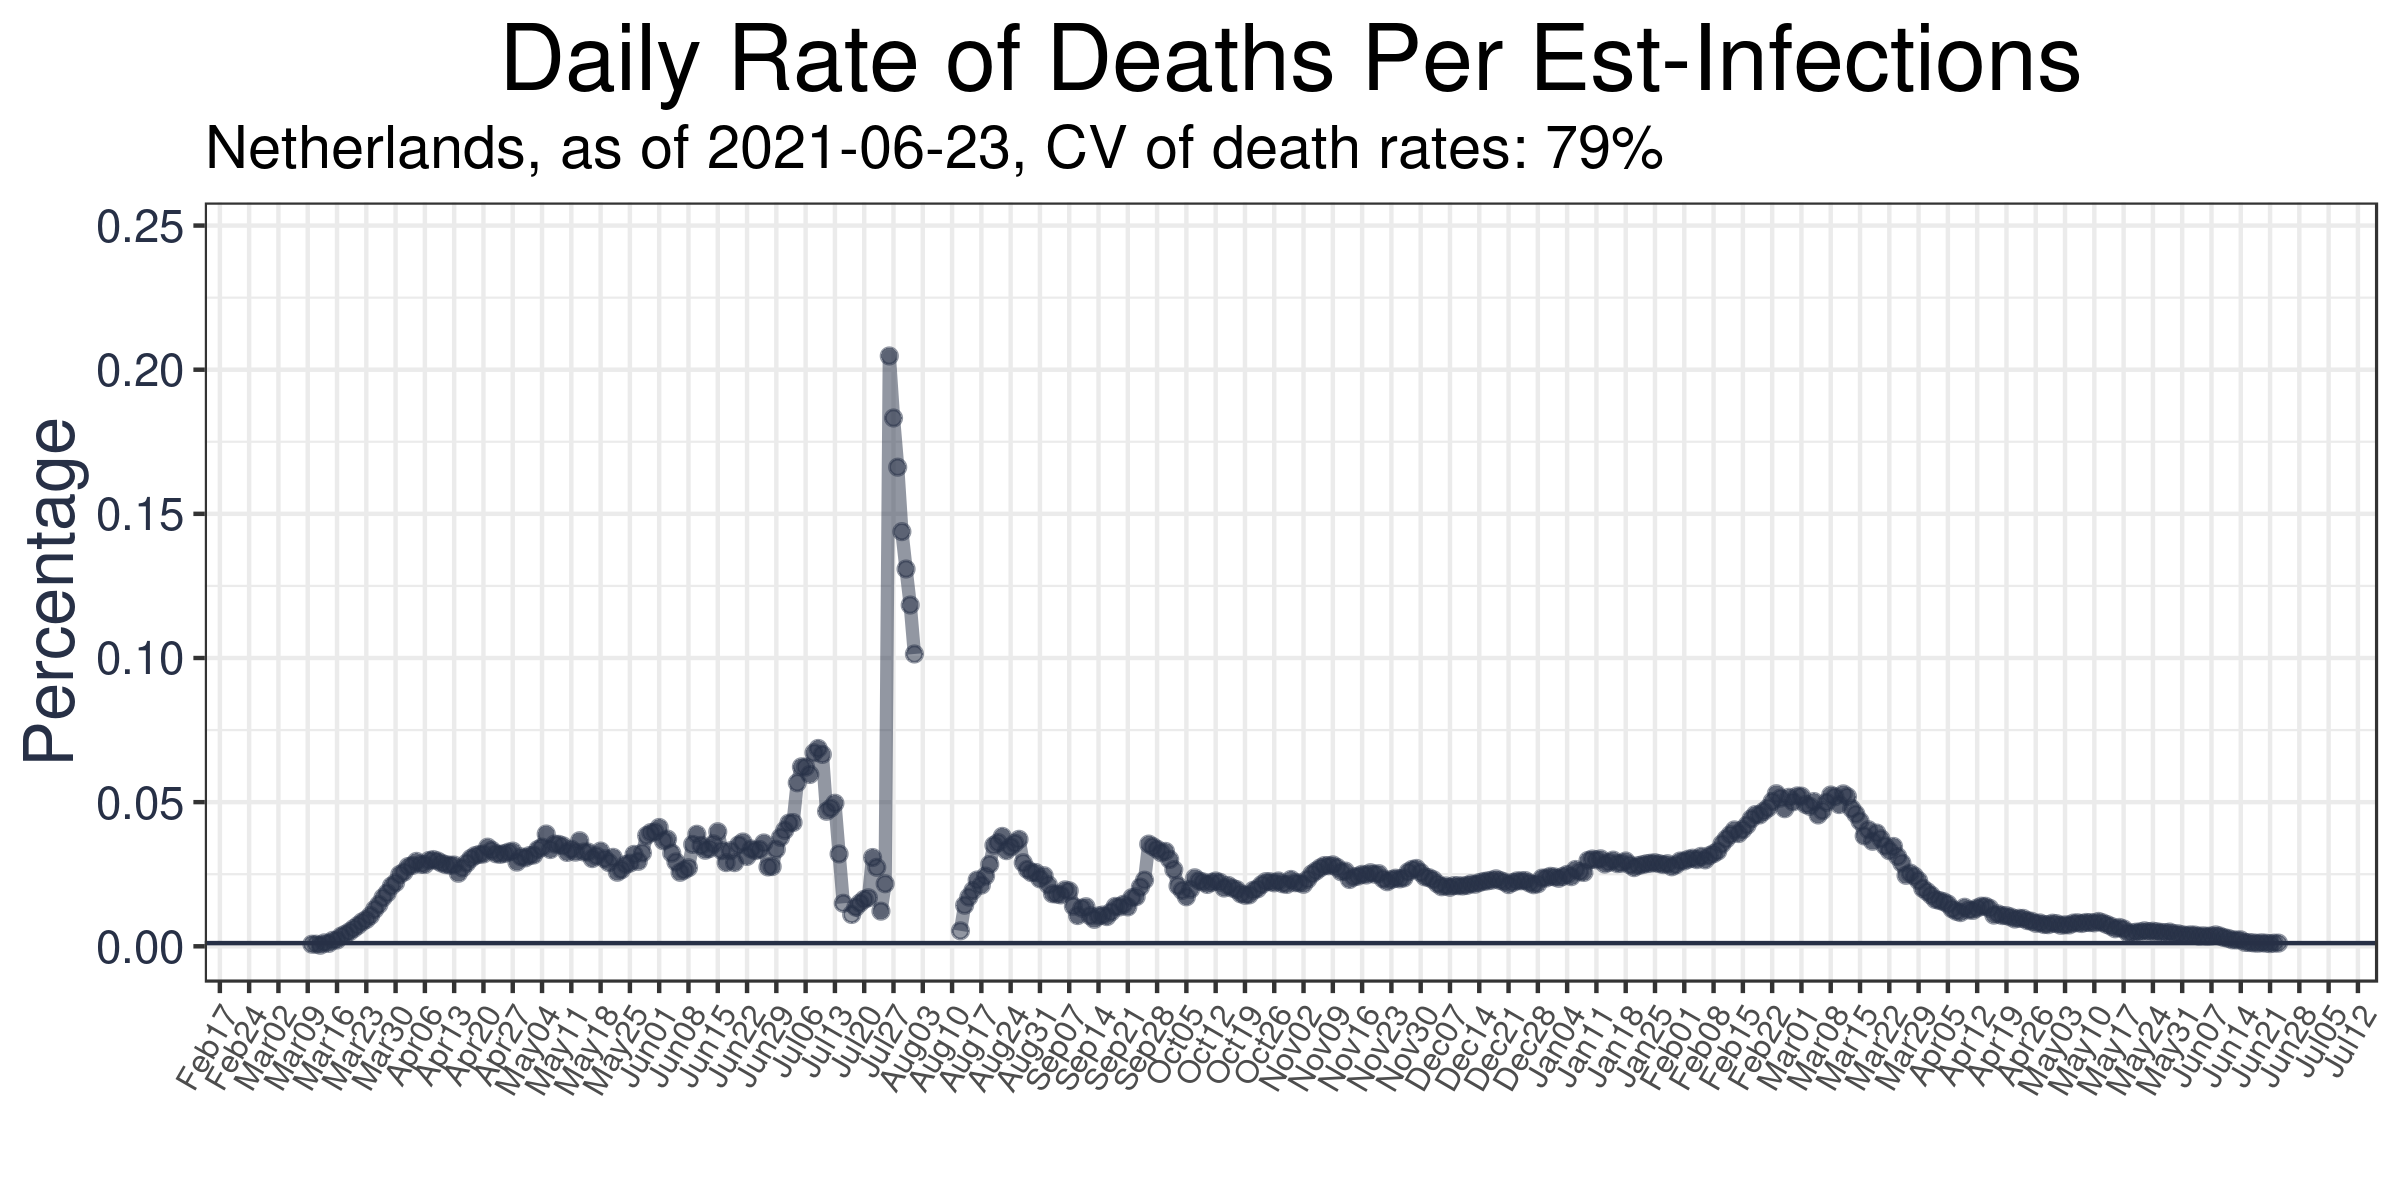 Daily Rate of Deaths Per Est-Infections
Netherlands, as of 2021-06-23, CV of death rates: 79%
Percentage
0.25
0.20
0.15
0.10
0.05
0.00
Feb17
Feb24
Mar02
Mar09
Mar16
Mar23
Mar30
Apr06
Apr13
Apr20
Apr27
May04
May11
May18
May25
Jun01
Jun08
Jun15
Jun22
Jun29
Jul06
Jul13
Jul20
Jul27
Aug03
Aug10
Aug17
Aug24
Aug31
Sep07
Sep14
Sep21
Sep28
Oct05
Oct12
Oct19
Oct26
Nov02
Nov09
Nov16
Nov23
Nov30
Dec07
Dec14
Dec21
Dec28
Jan04
Jan11
Jan18
Jan25
Feb01
Feb08
Feb15
Feb22
Mar01
Mar08
Mar15
Mar22
Mar29
Apr05
Apr12
Apr19
Apr26
May03
May10
May17
May24
May31
May07
Jun07
Jun14
Jun21
Jun28
Jul05
Jul12